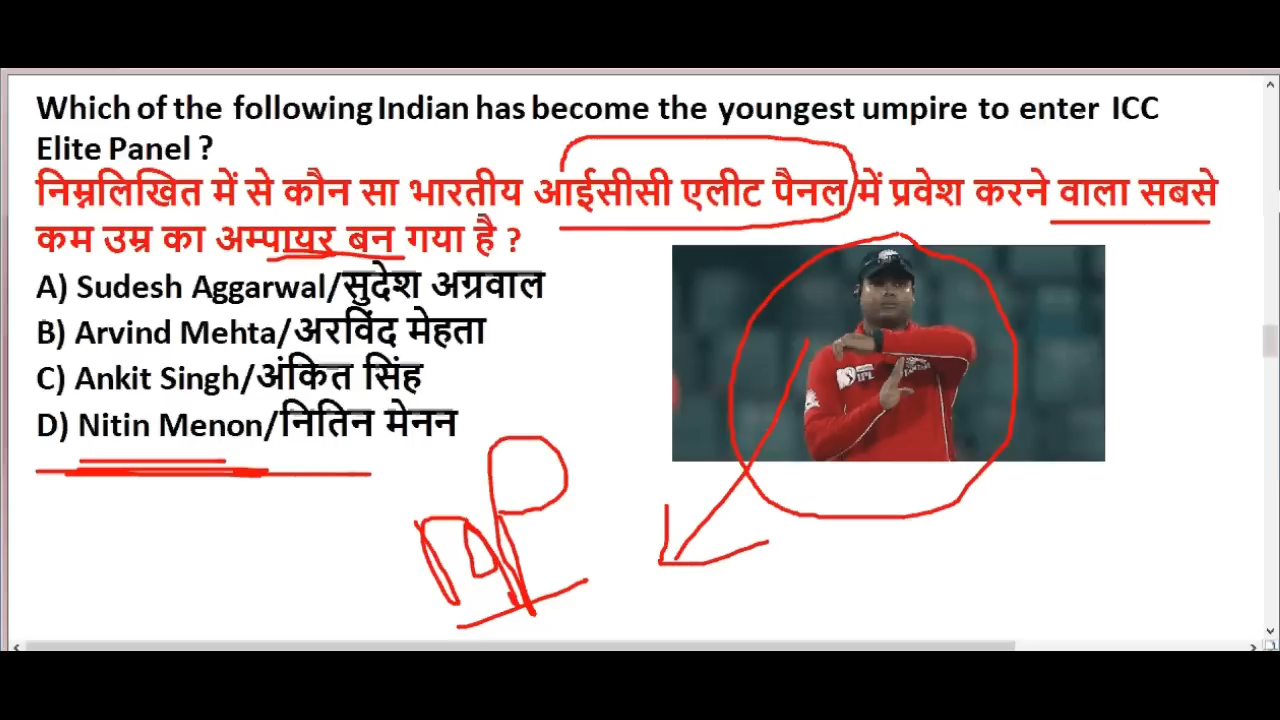 Which of the following Indian has become the youngest umpire to enter ICC
Elite Panel ?
निम्नलिखित में से कौन सा भारतीय आईसीसी एलीट पैनल में प्रवेश करने वाला सबसे
कम उम्र का अम्पायर बन गया है ?
A) Sudesh Aggarwal/सुदेश अग्रवाल
B) Arvind Mehta/अरविंद मेहता
C) Ankit Singh/अंकित सिंह
D) Nitin Menon/नितिन मेनन
IPL
MP